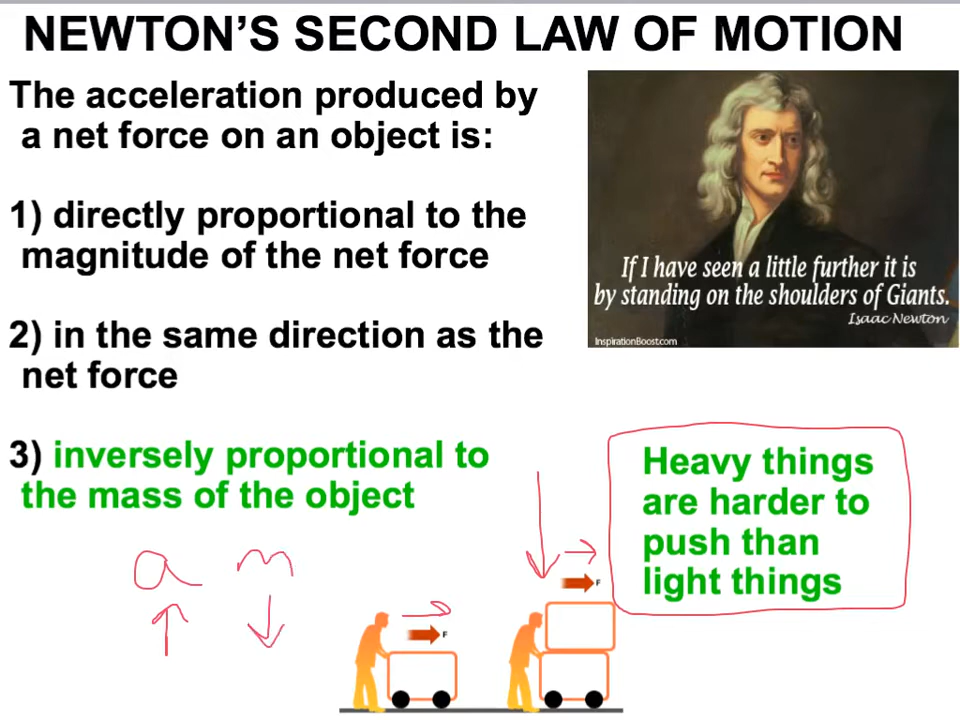 NEWTON'S SECOND LAW OF MOTION
The acceleration produced by
a net force on an object is:
1) directly proportional to the
magnitude of the net force
2) in the same direction as the
net force
3) inversely proportional to
the mass of the object
If I have seen a little further it is
by standing on the shoulders of Giants.
Isaac Newton
InspirationBoost.com
Heavy things
are harder to
push than
light things
a m
F
F